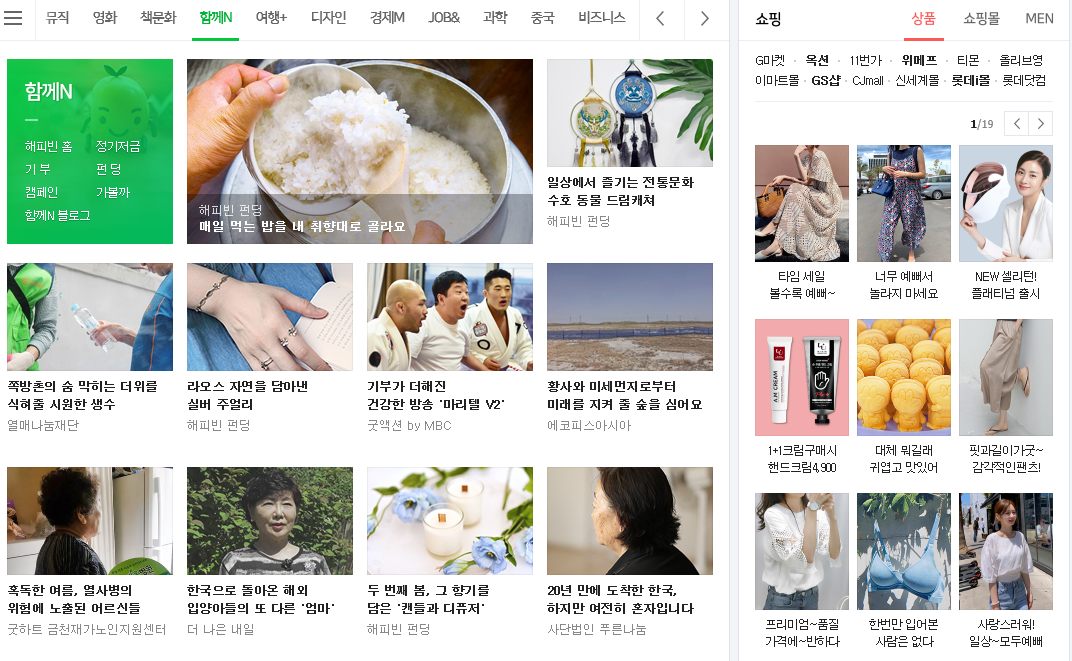 뮤직 영화 책문화 함께N 여행+ 디자인 경제M JOB& 과학 중국 비즈니스
함께N
해피빈 홈 정기저금
기부 펀딩
캠페인 가볼까
함께N 블로그
해피빈 펀딩
매일 먹는 밥을 내 취향대로 골라요
일상에서 즐기는 전통문화
수호 동물 드림캐쳐
해피빈 펀딩
쪽방촌의 숨 막히는 더위를
식혀줄 시원한 생수
열매나눔재단
라오스 자연을 담아낸
실버 주얼리
해피빈 펀딩
기부가 더해진
건강한 방송 '마리텔 V2'
굿액션 by MBC
황사와 미세먼지로부터
미래를 지켜 줄 숲을 심어요
에코피스아시아
혹독한 여름, 열사병의
위험에 노출된 어르신들
굿하트 금천재가노인지원센터
한국으로 돌아온 해외
입양아들의 또 다른 '엄마'
더 나은 내일
두 번째 봄, 그 향기를
담은 '캔들과 디퓨저'
해피빈 펀딩
20년 만에 도착한 한국,
하지만 여전히 혼자입니다
사단법인 푸른나눔
쇼핑 상품 쇼핑몰 MEN
G마켓 · 옥션 · 11번가 · 위메프 · 티몬 · 올리브영
이마트몰 · GS샵 · CJmall · 신세계몰 · 롯데i몰 · 롯데닷컴
1/19
타임 세일
볼수록 예뻐~
너무 예뻐서
놀라지 마세요
NEW 셀리턴!
플래티넘 출시
A.M CREAM
1+1크림구매시
핸드크림4,900
대체 뭐길래
귀엽고 맛있어
핏과길이가굿~
감각적인팬츠!
프리미엄~품질
가격에~반하다
한번만 입어본
사람은 없다
사랑스러워!
일상~모두예뻐